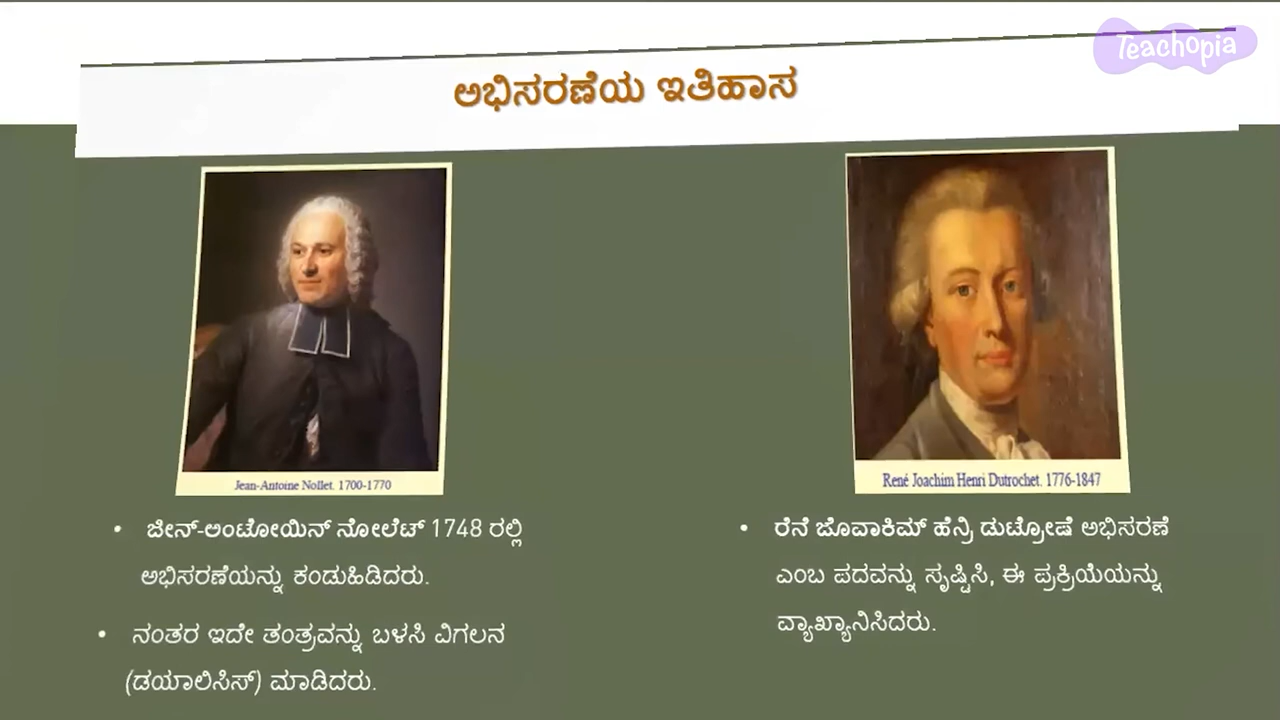 Teachopia
ಅಭಿಸರಣೆಯ ಇತಿಹಾಸ
Jean-Antoine Nollet. 1700-1770
• ಜೀನ್-ಅಂಟೋಯಿನ್ ನೋಲೆಟ್ 1748 ರಲ್ಲಿ
ಅಭಿಸರಣೆಯನ್ನು ಕಂಡುಹಿಡಿದರು.
• ನಂತರ ಇದೇ ತಂತ್ರವನ್ನು ಬಳಸಿ ವಿಗಲನ
(ಡಯಾಲಿಸಿಸ್) ಮಾಡಿದರು.
René Joachim Henri Dutrochet. 1776-1847
• ರೆನೆ ಜೊವಾಕಿಮ್ ಹೆನ್ರಿ ಡುಟ್ರೋಷೆ ಅಭಿಸರಣೆ
ಎಂಬ ಪದವನ್ನು ಸೃಷ್ಟಿಸಿ, ಈ ಪ್ರಕ್ರಿಯೆಯನ್ನು
ವ್ಯಾಖ್ಯಾನಿಸಿದರು.